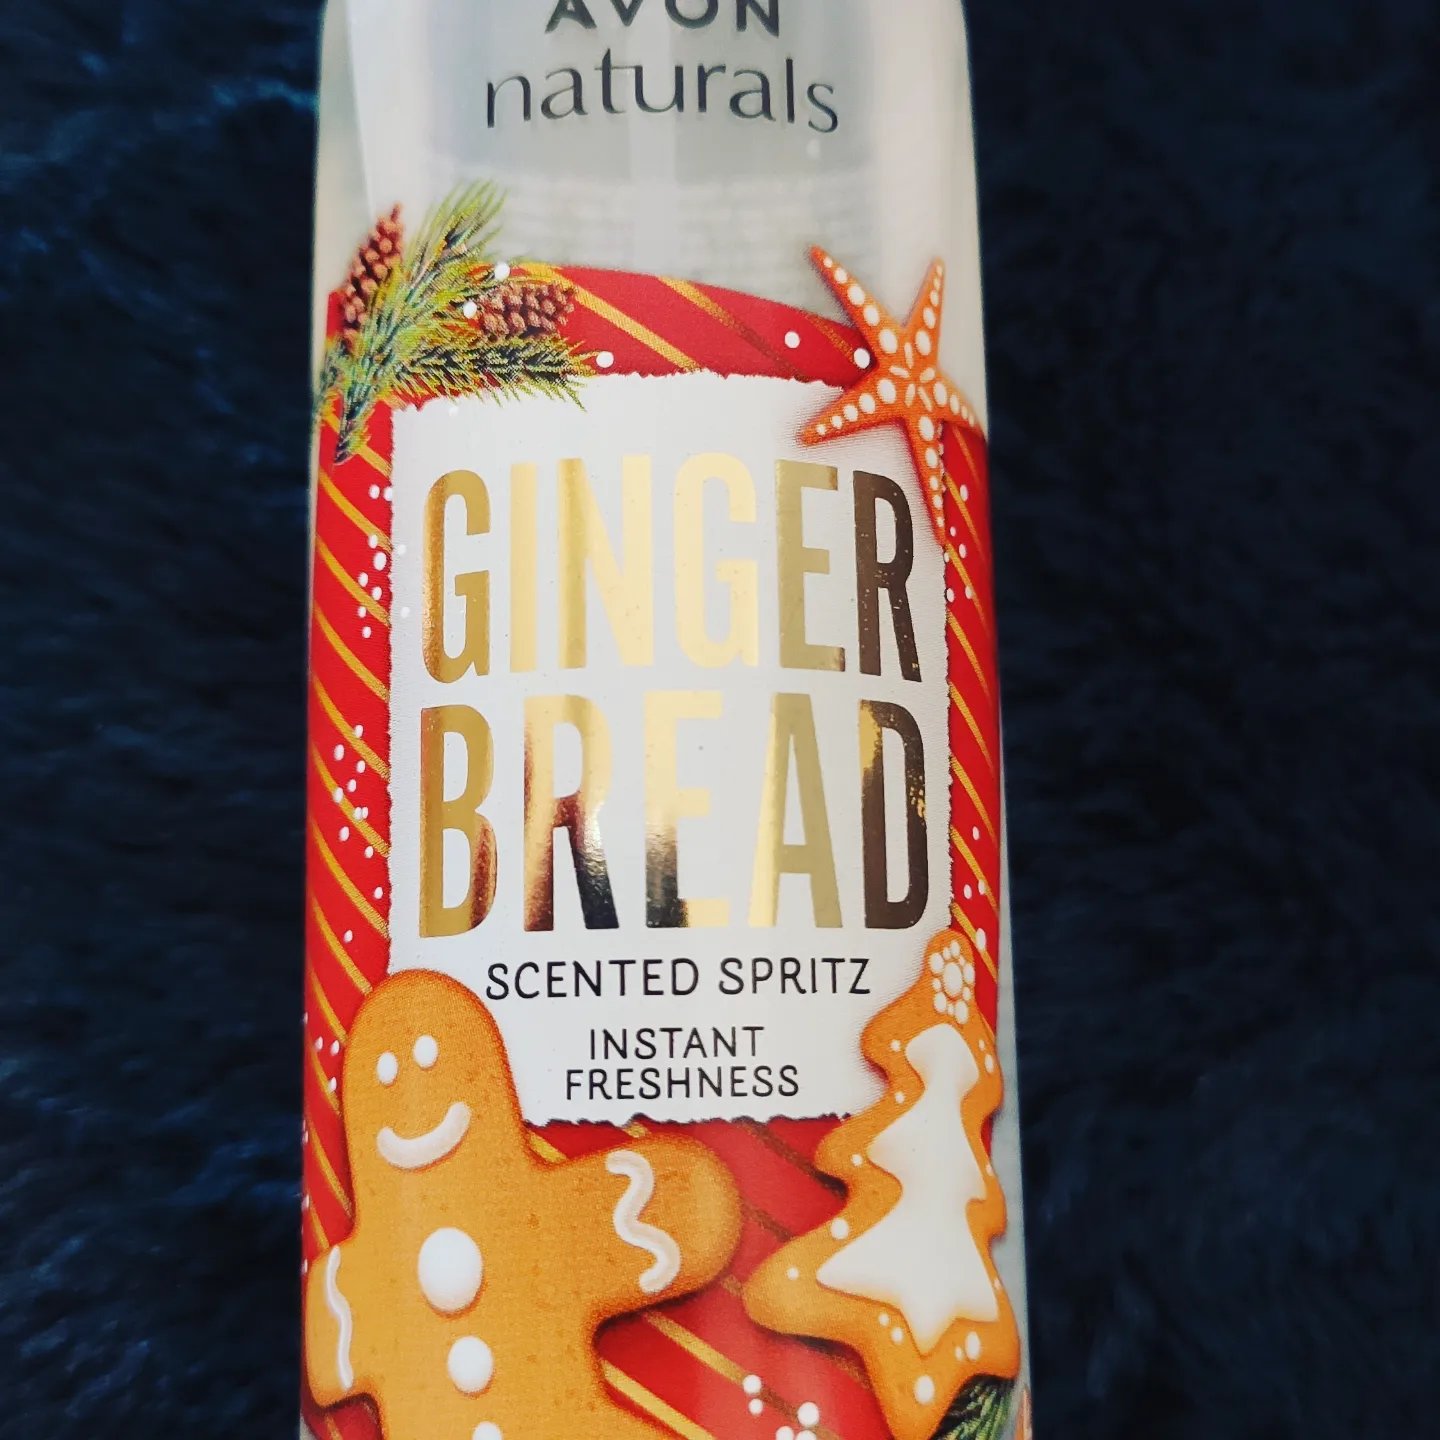 AVON
naturals
GINGER
BREAD
SCENTED SPRITZ
INSTANT
FRESHNESS